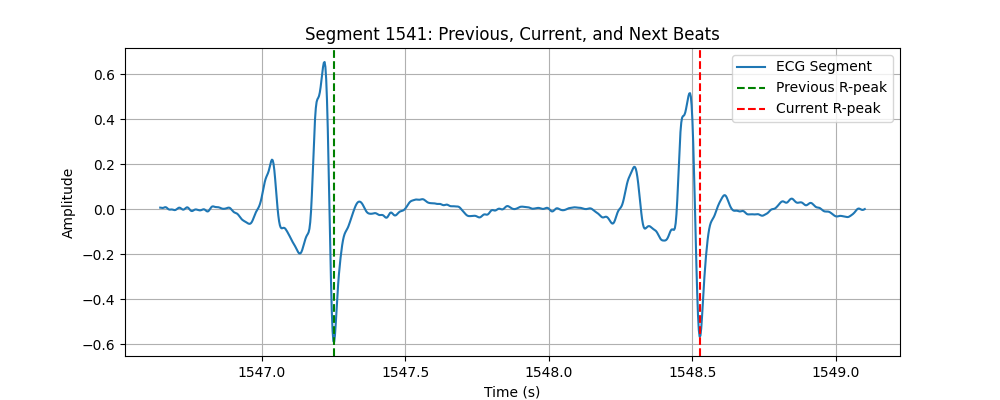 Segment 1541: Previous, Current, and Next Beats
ECG Segment
Previous R-peak
Current R-peak
0.6
0.4
0.2
0.0
−0.2
−0.4
−0.6
Amplitude
1547.0 1547.5 1548.0 1548.5 1549.0
Time (s)